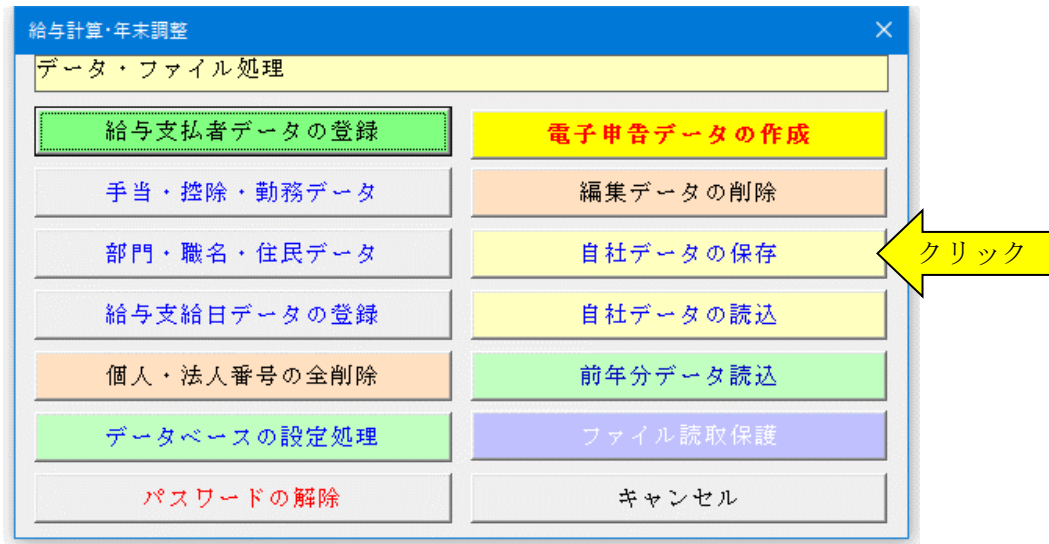 給与計算・年末調整
データ・ファイル処理
給与支払者データの登録
電子申告データの作成
手当・控除・勤務データ
編集データの削除
部門・職名・住民データ
自社データの保存
クリック
給与支給日データの登録
自社データの読込
個人・法人番号の全削除
前年分データ読込
データベースの設定処理
ファイル読取保護
パスワードの解除
キャンセル